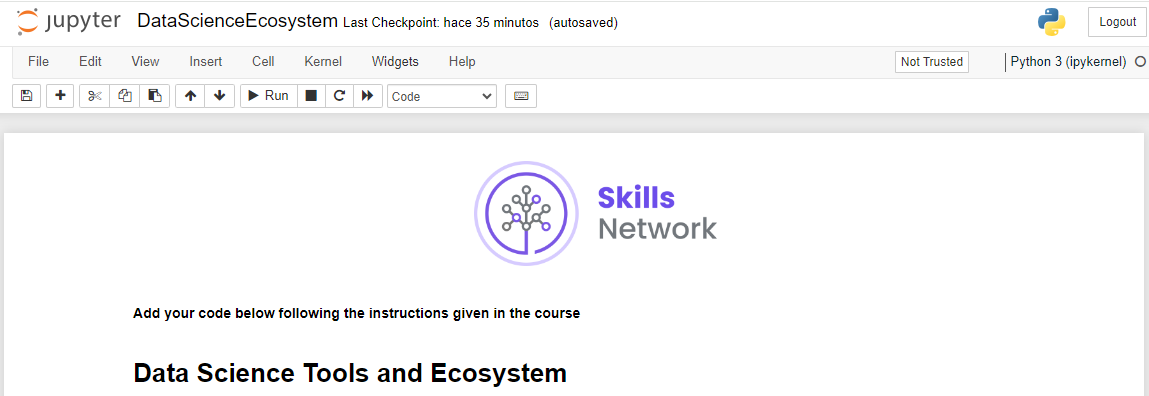 jupyter DataScienceEcosystem Last Checkpoint: hace 35 minutos (autosaved) Logout
File Edit View Insert Cell Kernel Widgets Help Not Trusted Python 3 (ipykernel)
Run Code
Skills
Network
Add your code below following the instructions given in the course
Data Science Tools and Ecosystem